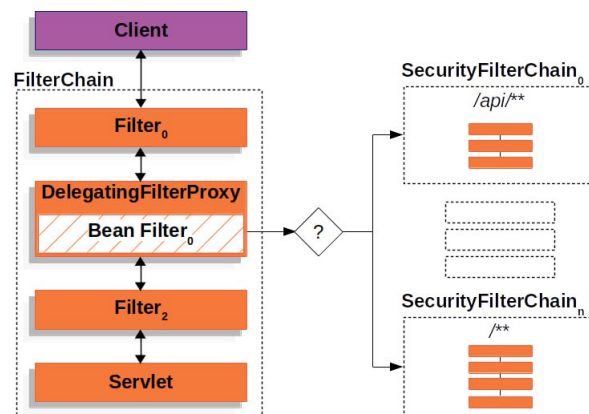 Client
FilterChain
Filter0
DelegatingFilterProxy
Bean Filter0
Filter2
Servlet
?
SecurityFilterChain0
/api/**
SecurityFilterChainn
/**